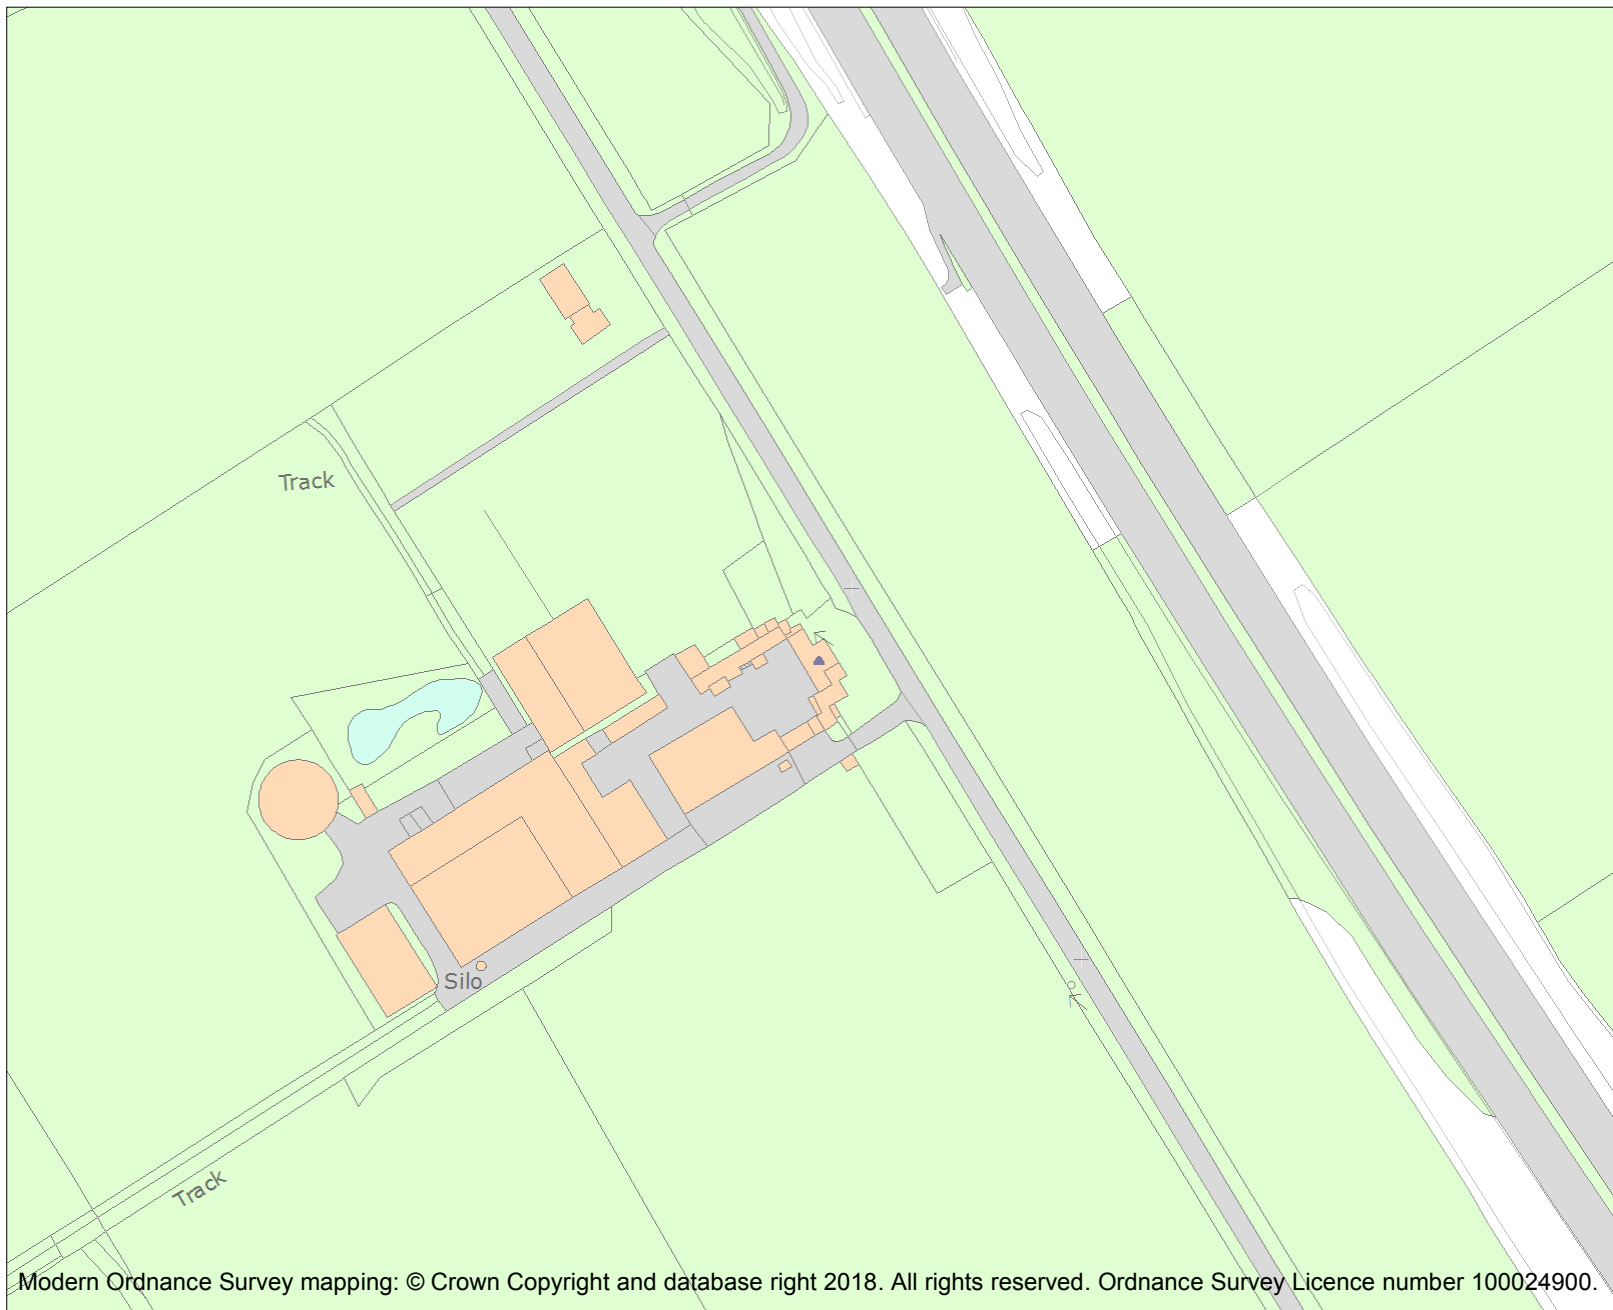 Track
Silo
Track
Modern Ordnance Survey mapping: © Crown Copyright and database right 2018. All rights reserved. Ordnance Survey Licence number 100024900.